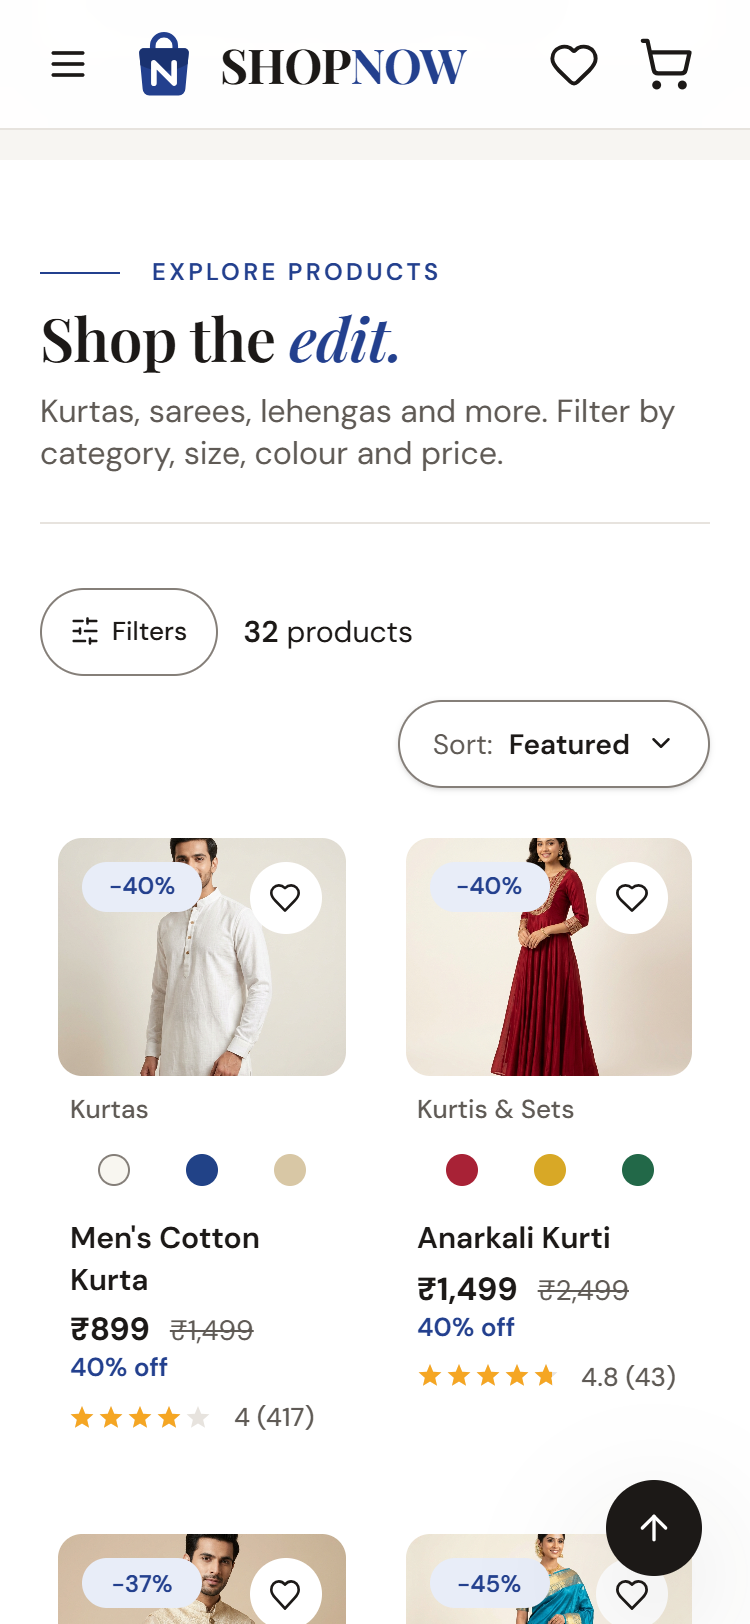 N SHOPNOW
EXPLORE PRODUCTS
Shop the edit.
Kurtas, sarees, lehengas and more. Filter by
category, size, colour and price.
Filters 32 products
Sort: Featured
-40%
Kurtas
Men's Cotton
Kurta
₹899 ₹1,499
40% off
4 (417)
-40%
Kurtis & Sets
Anarkali Kurti
₹1,499 ₹2,499
40% off
4.8 (43)
-37%
-45%